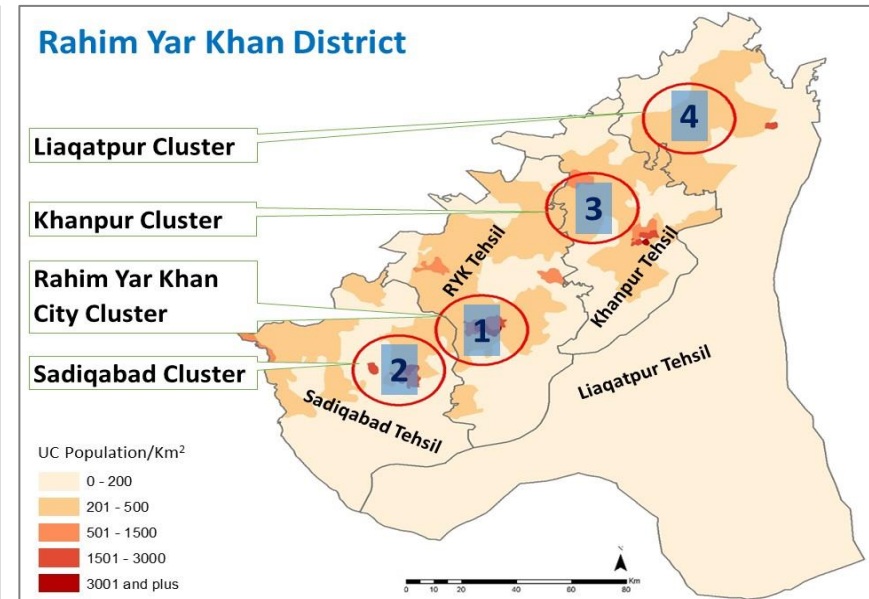 Rahim Yar Khan District
Liaqatpur Cluster
Khanpur Cluster
Rahim Yar Khan
City Cluster
Sadiqabad Cluster
4
3
1
2
RYK Tehsil
Khanpur Tehsil
Liaqatpur Tehsil
Sadiqabad Tehsil
UC Population/Km²
0 - 200
201 - 500
501 - 1500
1501 - 3000
3001 and plus
N
0 5 10 20 40 60 80
Km